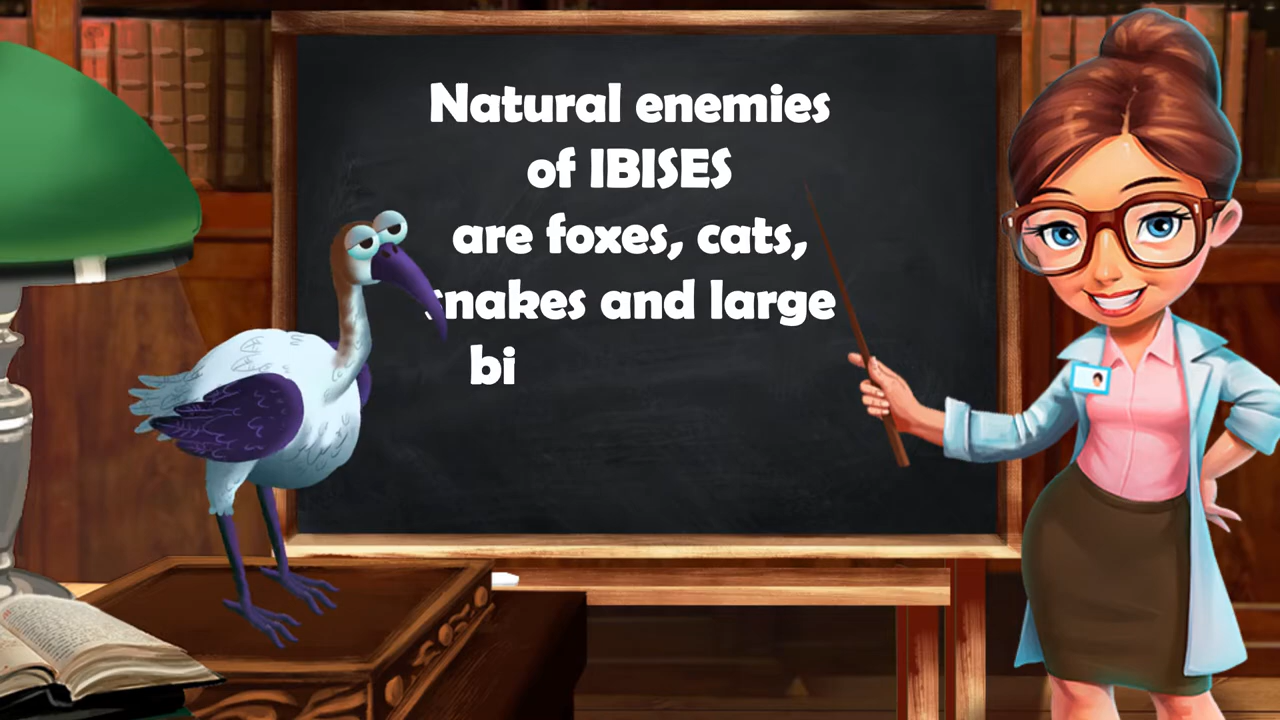 Natural enemies
of IBISES
are foxes, cats,
snakes and large
bi